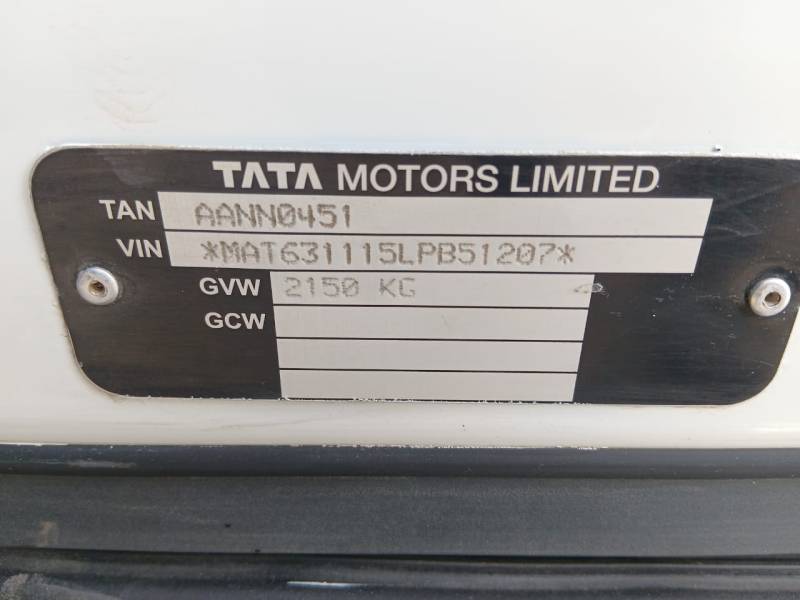 TATA MOTORS LIMITED
TAN AANN0451
VIN *MAT631115LPB51207*
GVW 2150 KG
GCW